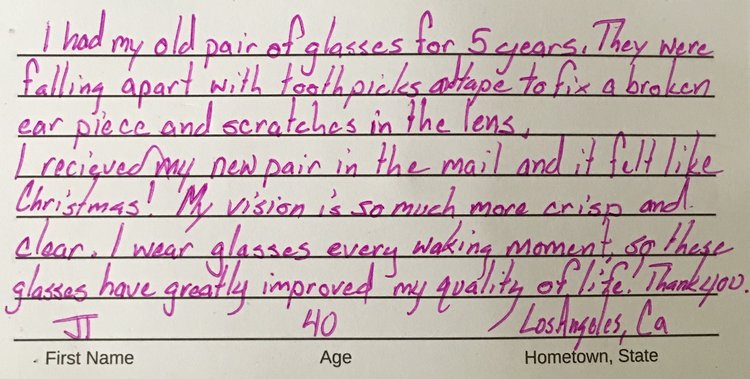 I had my old pair of glasses for 5 years. They were
falling apart with toothpicks and tape to fix a broken
ear piece and scratches in the lens.
I recieved my new pair in the mail and it felt like
Christmas! My vision is so much more crisp and
clear. I wear glasses every waking moment, so these
glasses have greatly improved my quality of life! Thank you.
40 Los Angeles, Ca
First Name Age Hometown, State